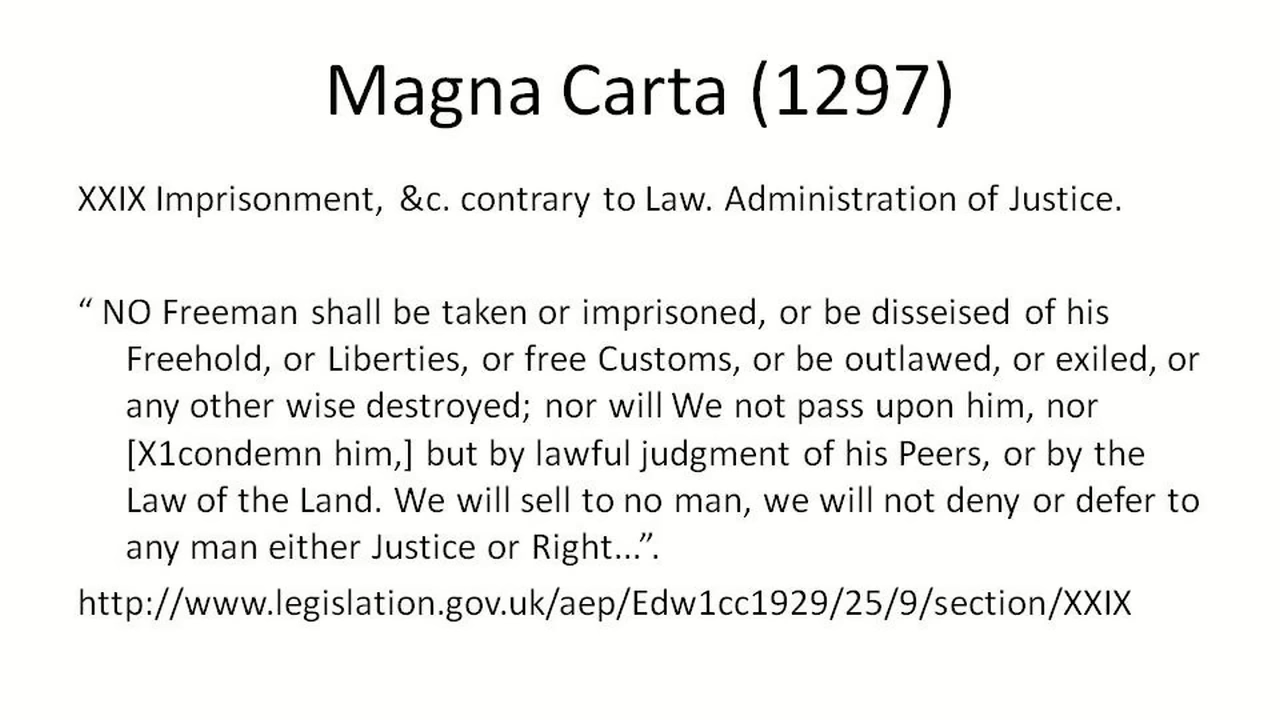 Magna Carta (1297)
XXIX Imprisonment, &c. contrary to Law. Administration of Justice.
“ NO Freeman shall be taken or imprisoned, or be disseised of his
Freehold, or Liberties, or free Customs, or be outlawed, or exiled, or
any other wise destroyed; nor will We not pass upon him, nor
[X1condemn him,] but by lawful judgment of his Peers, or by the
Law of the Land. We will sell to no man, we will not deny or defer to
any man either Justice or Right...”.
http://www.legislation.gov.uk/aep/Edw1cc1929/25/9/section/XXIX